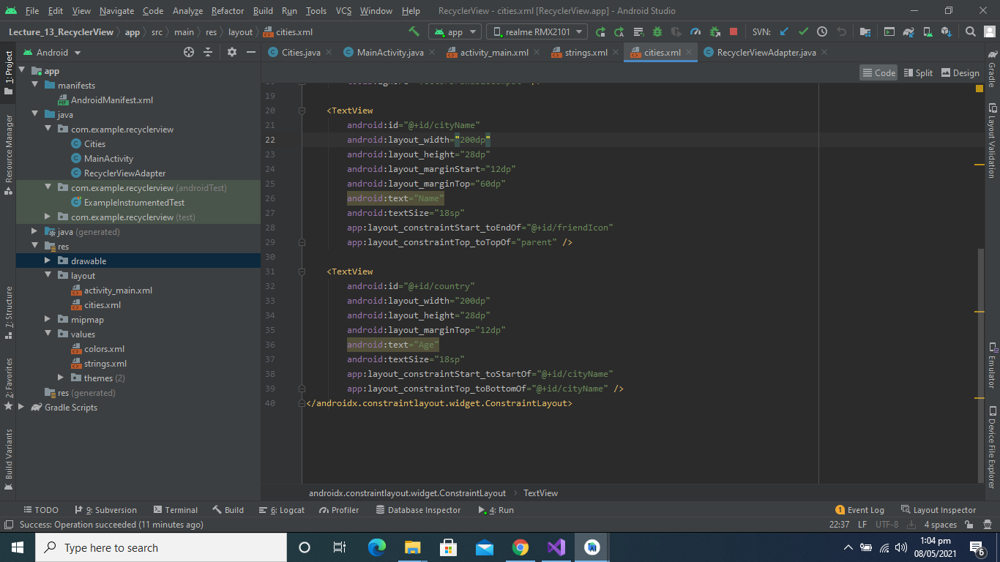 File Edit View Navigate Code Analyze Refactor Build Run Tools VCS Window Help RecyclerView - cities.xml [RecyclerView.app] - Android Studio
Lecture_13_RecyclerView app src main res layout cities.xml app realme RMX2101 SVN:
Android
Cities.java MainActivity.java activity_main.xml strings.xml cities.xml RecyclerViewAdapter.java
Code Split Design
1: Project
Resource Manager
7: Structure
2: Favorites
Build Variants
app
manifests
AndroidManifest.xml
java
com.example.recyclerview
Cities
MainActivity
RecyclerViewAdapter
com.example.recyclerview (androidTest)
ExampleInstrumentedTest
com.example.recyclerview (test)
java (generated)
res
drawable
layout
activity_main.xml
cities.xml
mipmap
values
colors.xml
strings.xml
themes (2)
res (generated)
Gradle Scripts
19
20 <TextView
21 android:id="@+id/cityName"
22 android:layout_width="200dp"
23 android:layout_height="28dp"
24 android:layout_marginStart="12dp"
25 android:layout_marginTop="60dp"
26 android:text="Name"
27 android:textSize="18sp"
28 app:layout_constraintStart_toEndOf="@+id/friendIcon"
29 app:layout_constraintTop_toTopOf="parent" />
30
31 <TextView
32 android:id="@+id/country"
33 android:layout_width="200dp"
34 android:layout_height="28dp"
35 android:layout_marginTop="12dp"
36 android:text="Age"
37 android:textSize="18sp"
38 app:layout_constraintStart_toStartOf="@+id/cityName"
39 app:layout_constraintTop_toBottomOf="@+id/cityName" />
40 </androidx.constraintlayout.widget.ConstraintLayout>
Gradle
Layout Validation
Emulator
Device File Explorer
androidx.constraintlayout.widget.ConstraintLayout TextView
TODO 9: Subversion Terminal Build 6: Logcat Profiler Database Inspector 4: Run 1 Event Log Layout Inspector
Success: Operation succeeded (11 minutes ago) 22:37 LF UTF-8 4 spaces
Type here to search
1:04 pm
08/05/2021
6